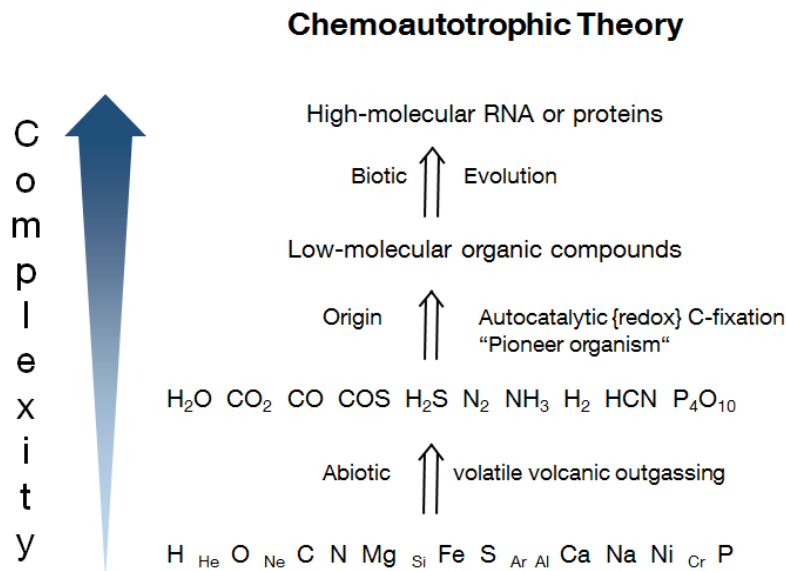 Chemoautotrophic Theory
Complexity
High-molecular RNA or proteins
Biotic Evolution
Low-molecular organic compounds
Origin Autocatalytic {redox} C-fixation
“Pioneer organism“
H₂O CO₂ CO COS H₂S N₂ NH₃ H₂ HCN P₄O₁₀
Abiotic volatile volcanic outgassing
H He O Ne C N Mg Si Fe S Ar Al Ca Na Ni Cr P